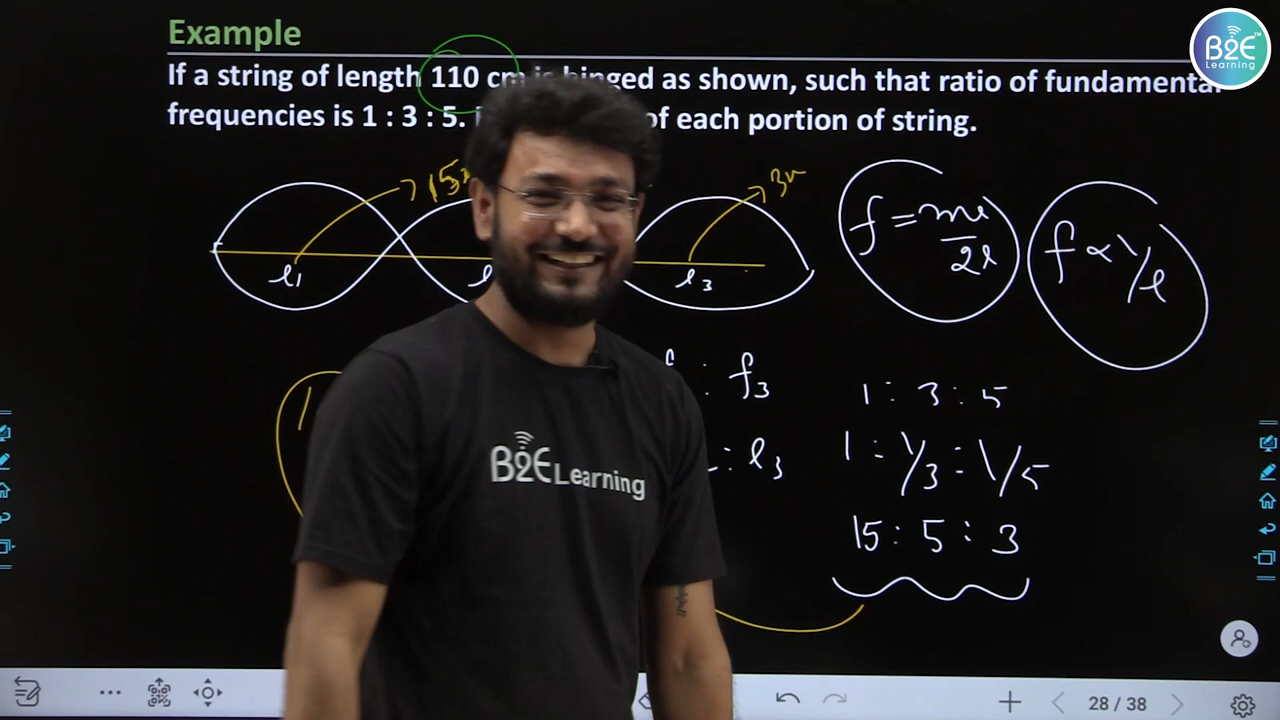 Example
B2E Learning
If a string of length 110 cm is hinged as shown, such that ratio of fundamental
frequencies is 1 : 3 : 5. of each portion of string.
15x
3x
l1
l
l3
f ∝ 1/l
: f3
1 : 3 : 5
: l3
1 : 1/3 : 1/5
15 : 5 : 3
B2E Learning
28 / 38